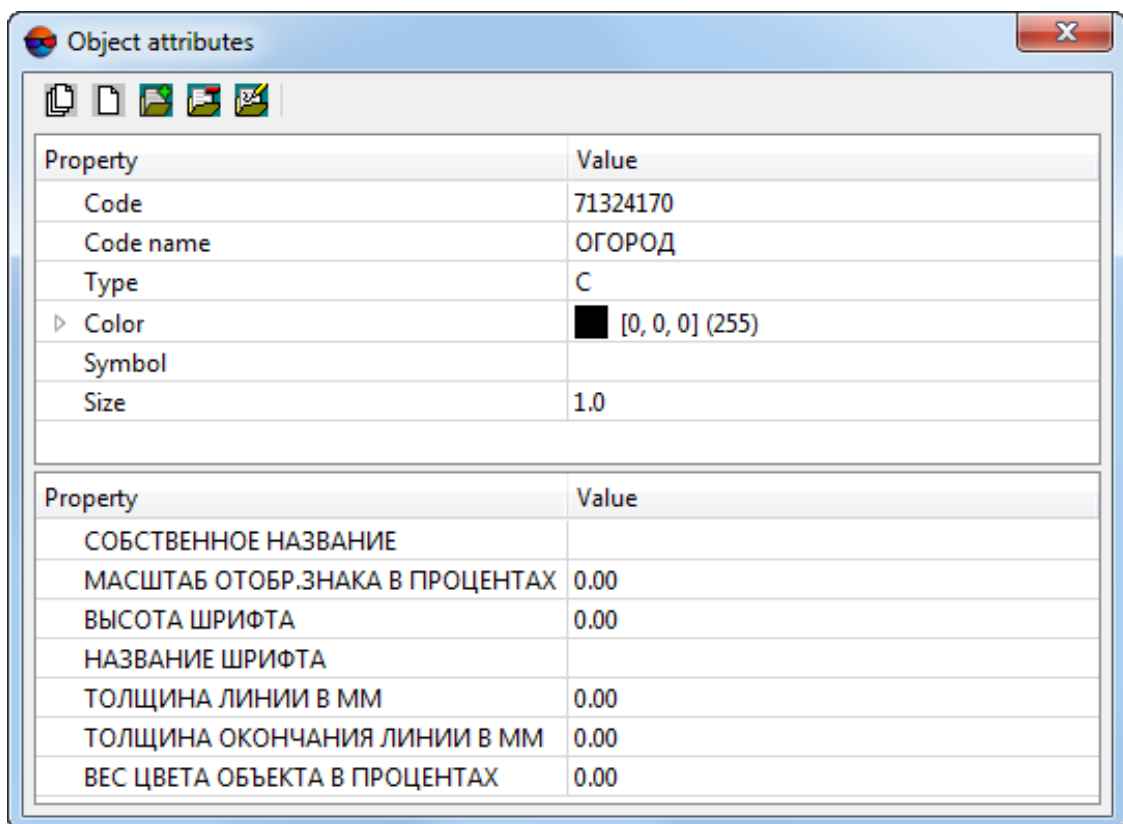 Object attributes
Property Value
Code 71324170
Code name ОГОРОД
Type C
Color [0, 0, 0] (255)
Symbol
Size 1.0
Property Value
СОБСТВЕННОЕ НАЗВАНИЕ
МАСШТАБ ОТОБР.ЗНАКА В ПРОЦЕНТАХ 0.00
ВЫСОТА ШРИФТА 0.00
НАЗВАНИЕ ШРИФТА
ТОЛЩИНА ЛИНИИ В ММ 0.00
ТОЛЩИНА ОКОНЧАНИЯ ЛИНИИ В ММ 0.00
ВЕС ЦВЕТА ОБЪЕКТА В ПРОЦЕНТАХ 0.00